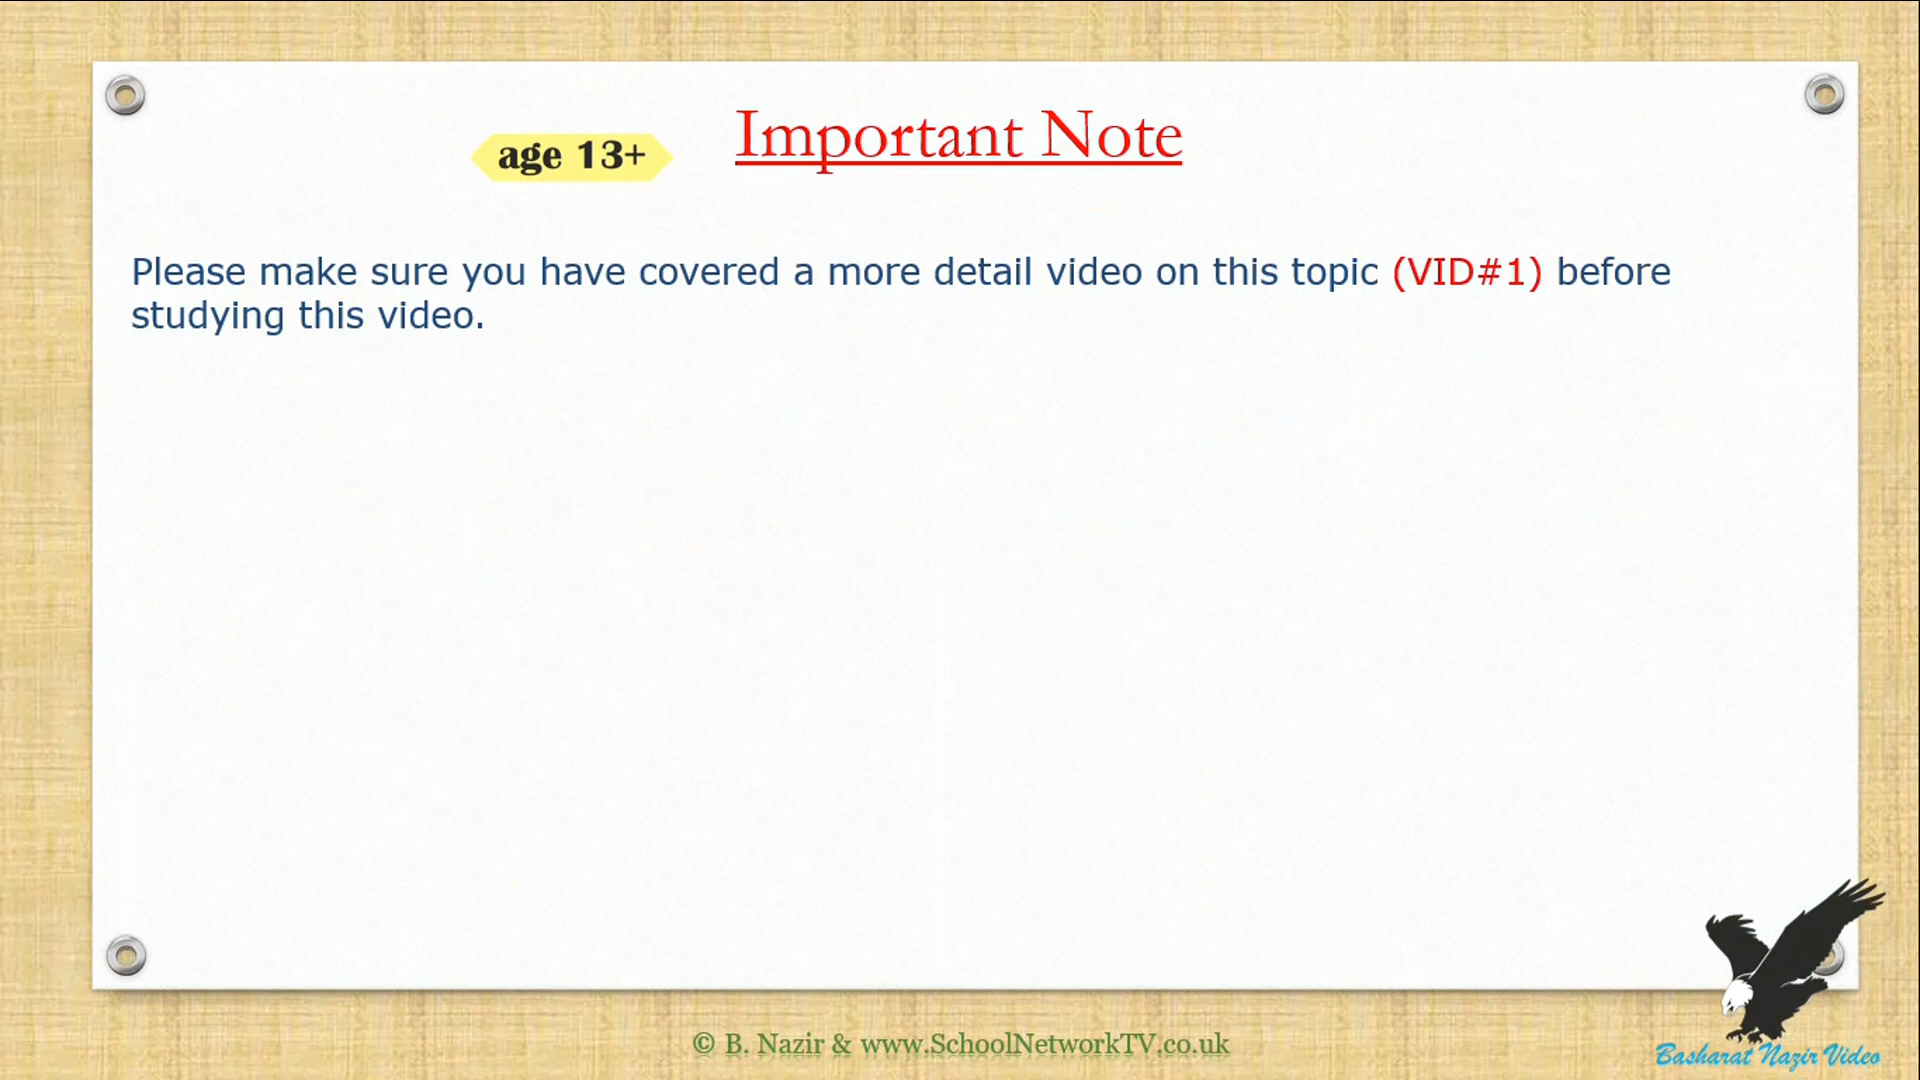 age 13+
Important Note
Please make sure you have covered a more detail video on this topic (VID#1) before
studying this video.
© B. Nazir & www.SchoolNetworkTV.co.uk
Basharat Nazir Video